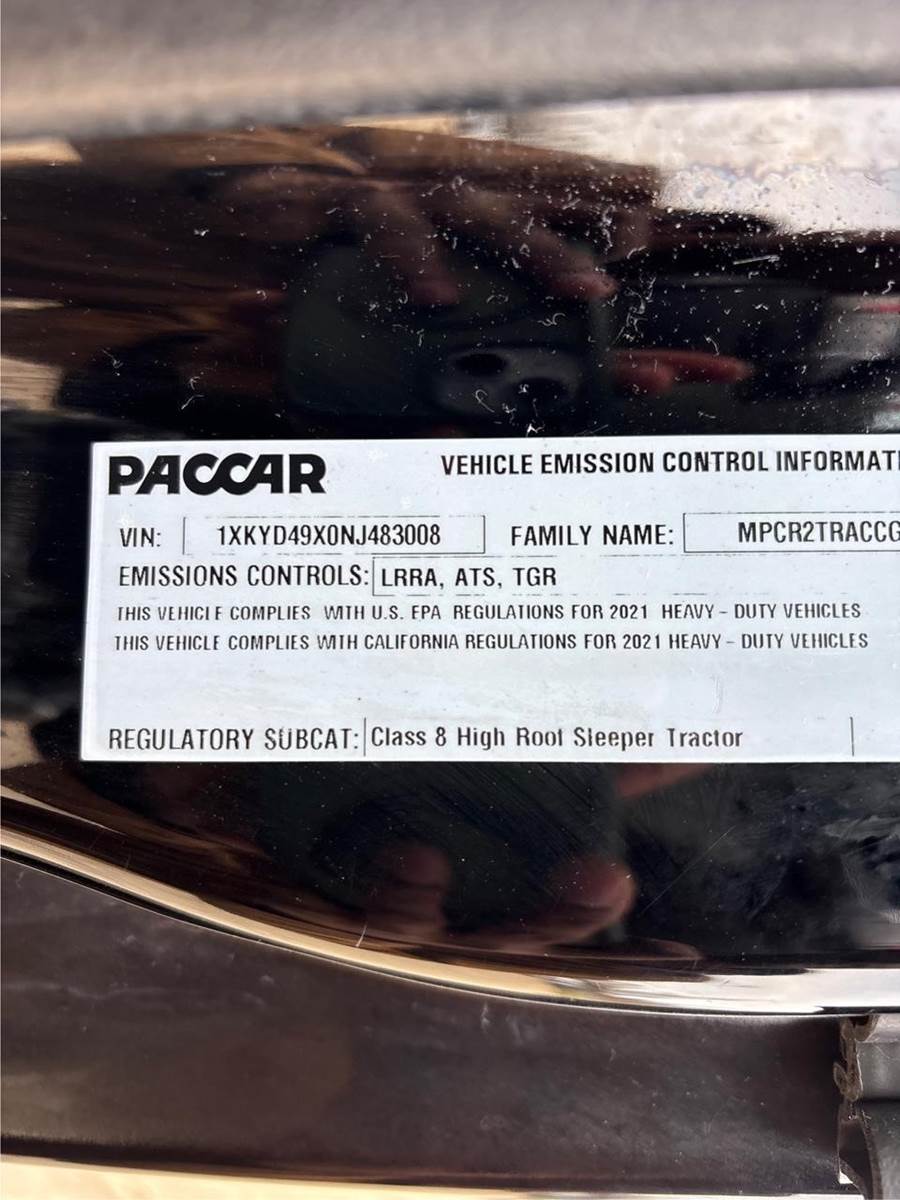 PACCAR
VEHICLE EMISSION CONTROL INFORMATI
VIN: 1XKYD49X0NJ483008 FAMILY NAME: MPCR2TRACCG
EMISSIONS CONTROLS: LRRA, ATS, TGR
THIS VEHICLE COMPLIES WITH U.S. EPA REGULATIONS FOR 2021 HEAVY - DUTY VEHICLES
THIS VEHICLE COMPLIES WITH CALIFORNIA REGULATIONS FOR 2021 HEAVY - DUTY VEHICLES
REGULATORY SUBCAT: Class 8 High Roof Sleeper Tractor